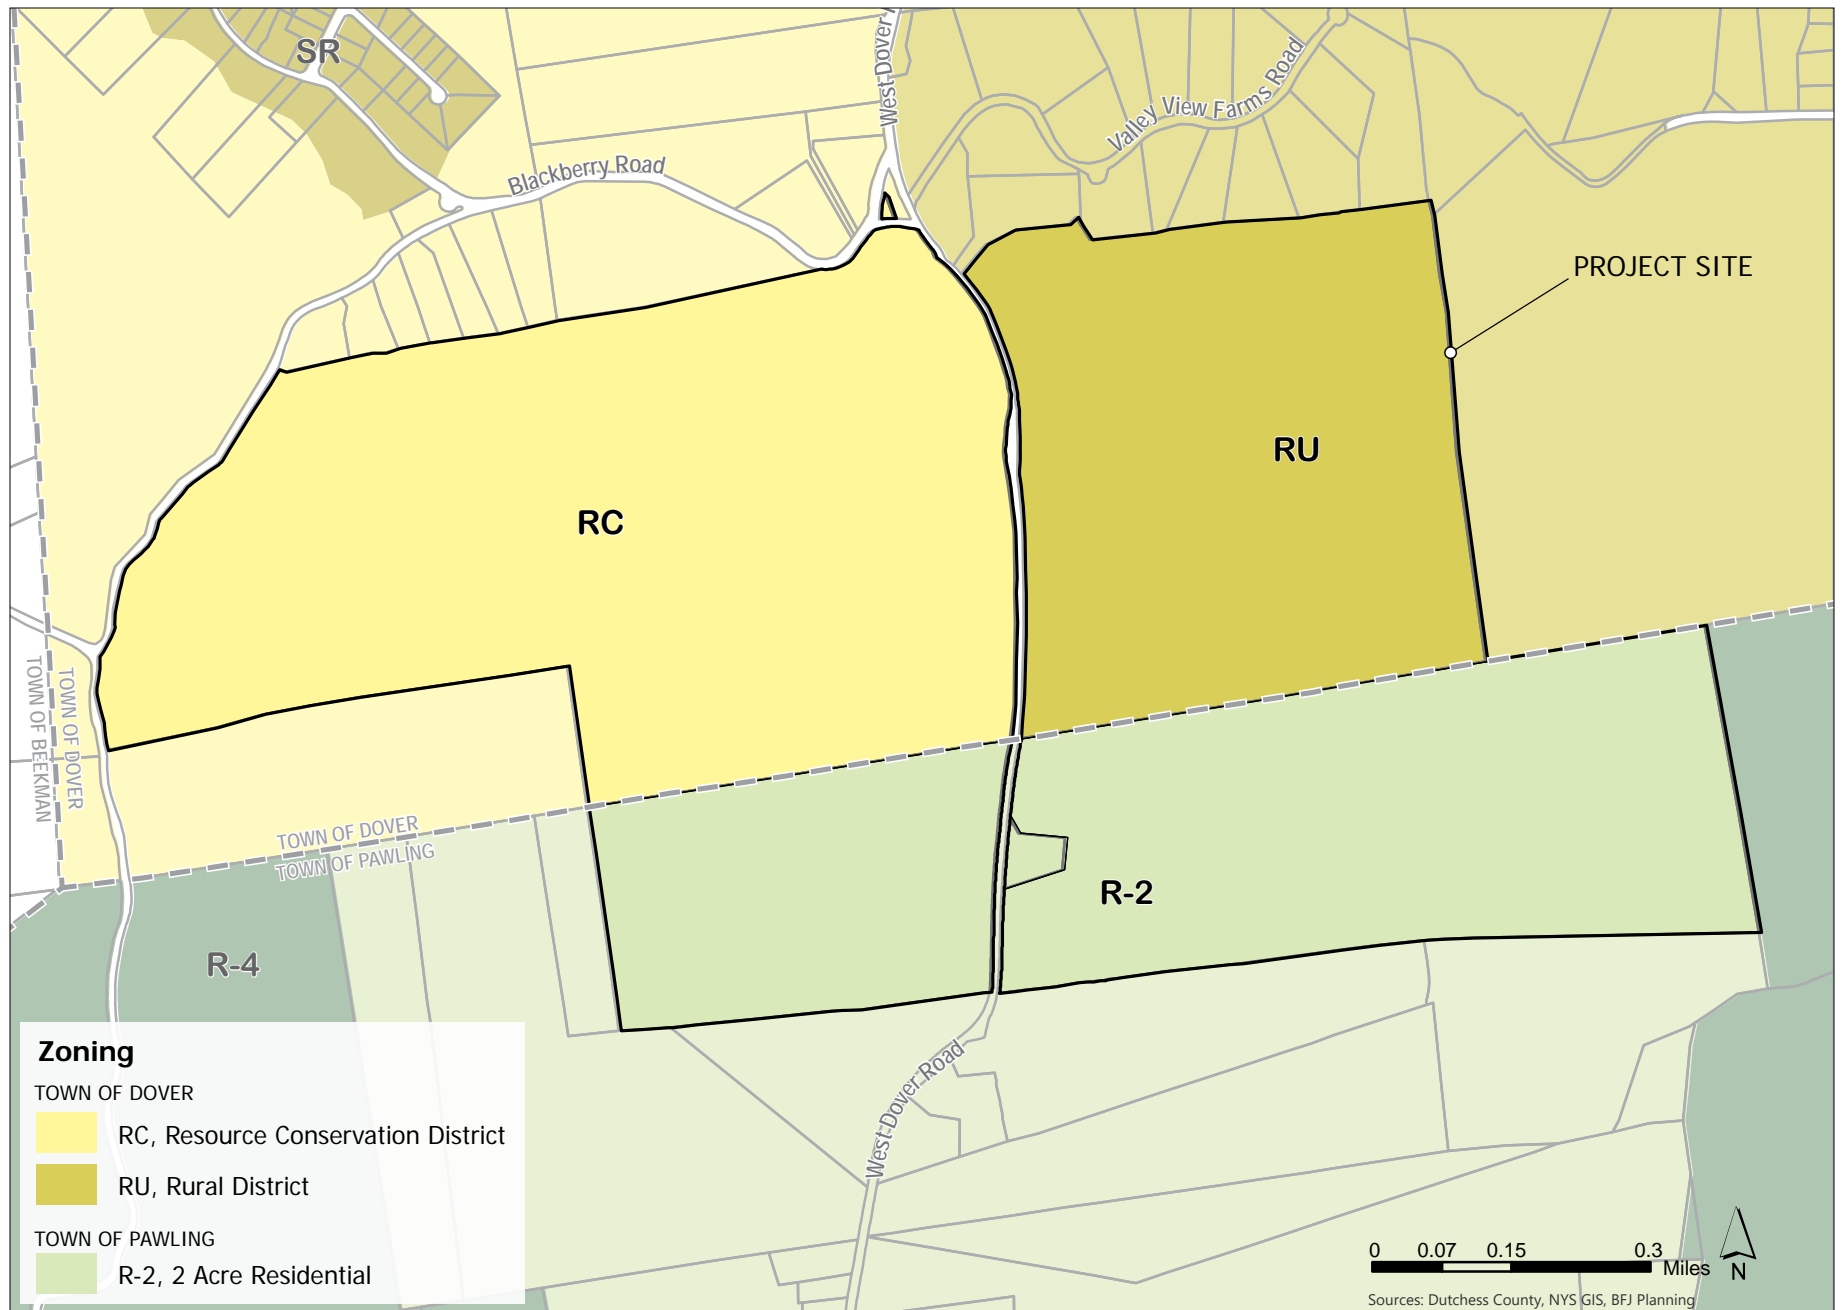 SR
West Dover
Valley View Farms Road
Blackberry Road
PROJECT SITE
RU
RC
TOWN OF BEEKMAN
TOWN OF DOVER
TOWN OF DOVER
TOWN OF PAWLING
R-2
R-4
West Dover Road
Zoning
TOWN OF DOVER
RC, Resource Conservation District
RU, Rural District
TOWN OF PAWLING
R-2, 2 Acre Residential
0 0.07 0.15 0.3
Miles
N
Sources: Dutchess County, NYS GIS, BFJ Planning